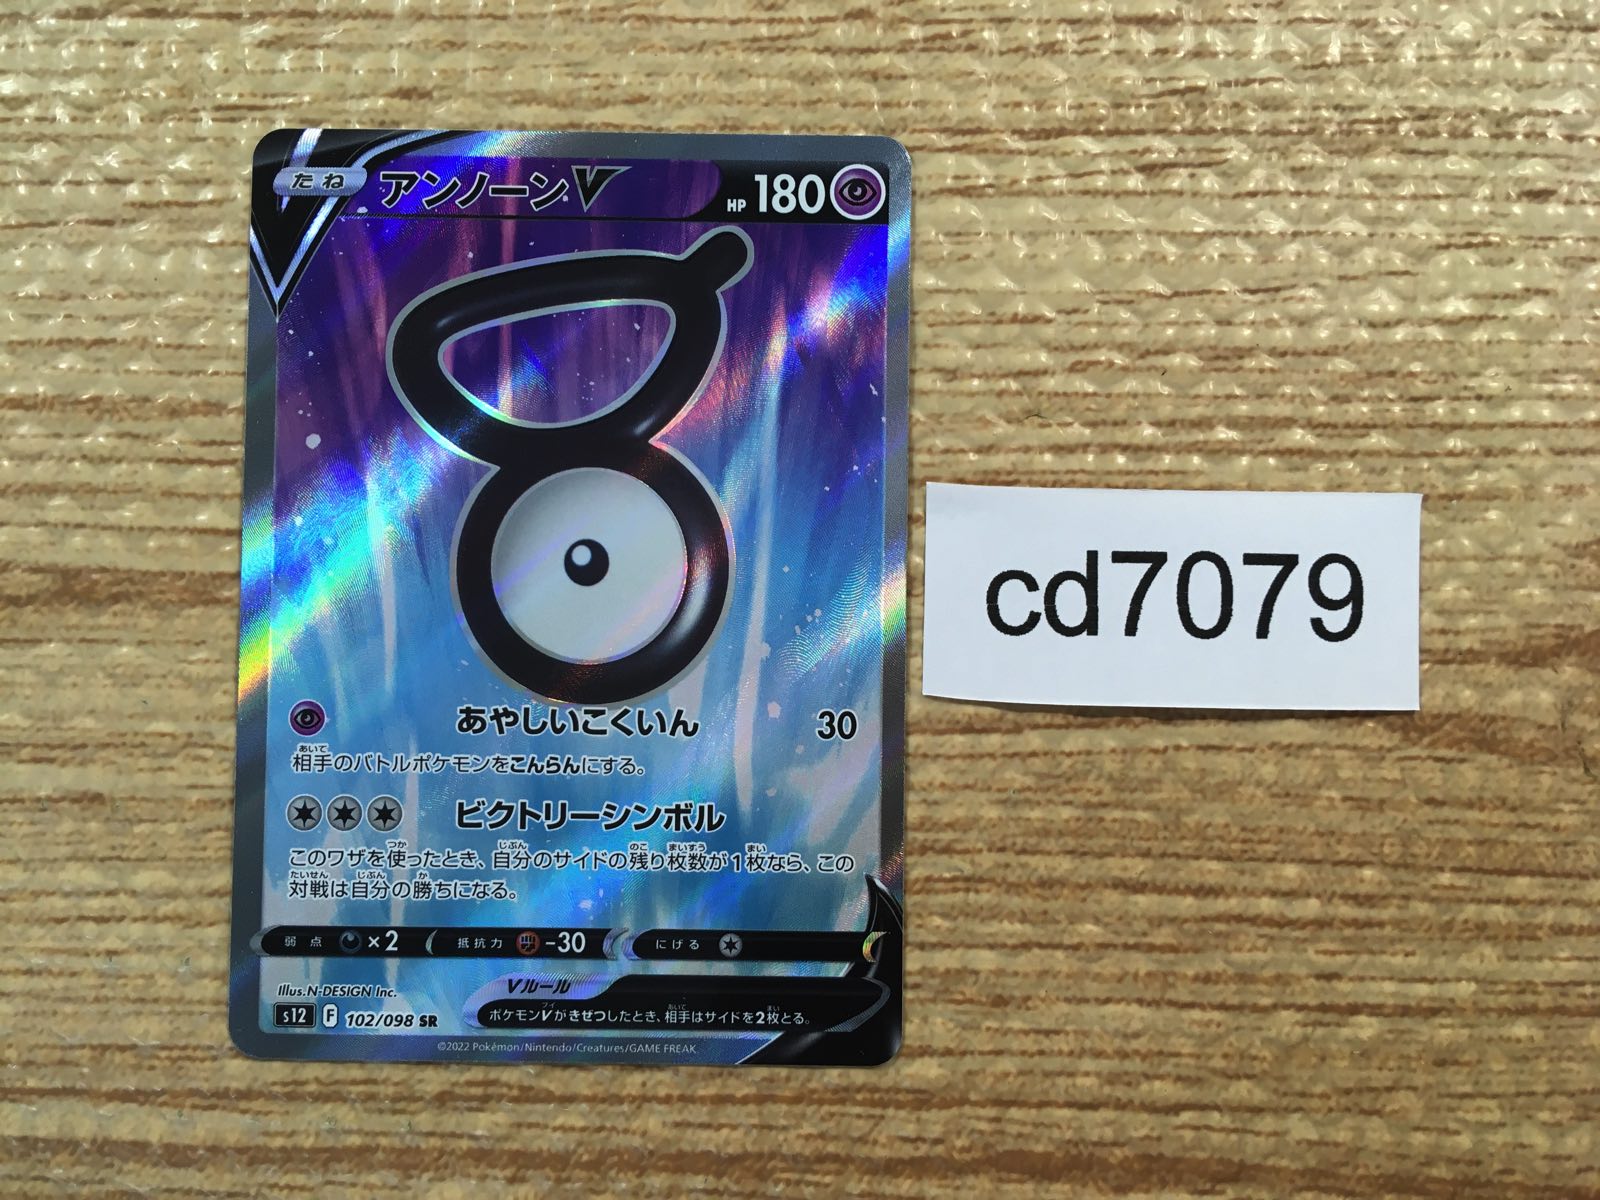 たね アンノーンV HP 180
あやしいこくいん 30
相手のバトルポケモンをこんらんにする。
ビクトリーシンボル
このワザを使ったとき、自分のサイドの残り枚数が1枚なら、この
対戦は自分の勝ちになる。
弱点 ×2 抵抗力 -30 にげる
Illus. N-DESIGN Inc.
Vルール
s12 F 102/098 SR
ポケモンVがきぜつしたとき、相手はサイドを2枚とる。
©2022 Pokémon/Nintendo/Creatures/GAME FREAK
cd7079